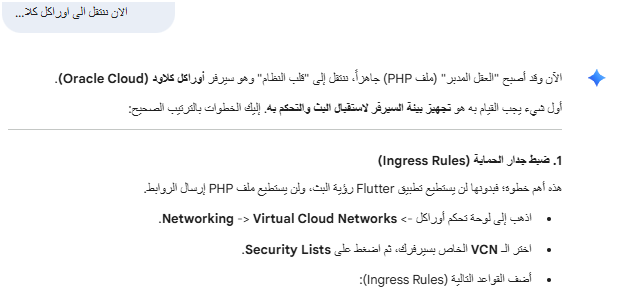 الان ننتقل الى اوراكل كلا...
الآن وقد أصبح "العقل المدبر" (ملف PHP) جاهزاً، ننتقل إلى "قلب النظام" وهو سيرفر أوراكل كلاود (Oracle Cloud).
أول شيء يجب القيام به هو تجهيز بيئة السيرفر لاستقبال البث والتحكم به. إليك الخطوات بالترتيب الصحيح:
1. ضبط جدار الحماية (Ingress Rules)
هذه أهم خطوة؛ فبدونها لن يستطيع تطبيق Flutter رؤية البث، ولن يستطيع ملف PHP إرسال الروابط.
• اذهب إلى لوحة تحكم أوراكل -> Networking -> Virtual Cloud Networks.
• اختر الـ VCN الخاص بسيرفرك، ثم اضغط على Security Lists.
• أضف القواعد التالية (Ingress Rules):